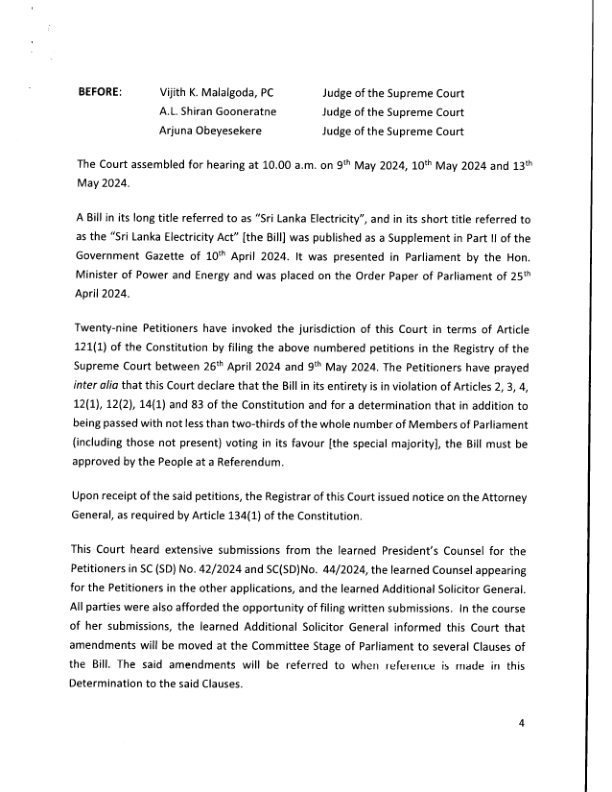 BEFORE: Vijith K. Malalgoda, PC Judge of the Supreme Court
A.L. Shiran Gooneratne Judge of the Supreme Court
Arjuna Obeyesekere Judge of the Supreme Court
The Court assembled for hearing at 10.00 a.m. on 9th May 2024, 10th May 2024 and 13th
May 2024.
A Bill in its long title referred to as “Sri Lanka Electricity”, and in its short title referred to
as the “Sri Lanka Electricity Act” [the Bill] was published as a Supplement in Part II of the
Government Gazette of 10th April 2024. It was presented in Parliament by the Hon.
Minister of Power and Energy and was placed on the Order Paper of Parliament of 25th
April 2024.
Twenty-nine Petitioners have invoked the jurisdiction of this Court in terms of Article
121(1) of the Constitution by filing the above numbered petitions in the Registry of the
Supreme Court between 26th April 2024 and 9th May 2024. The Petitioners have prayed
inter alia that this Court declare that the Bill in its entirety is in violation of Articles 2, 3, 4,
12(1), 12(2), 14(1) and 83 of the Constitution and for a determination that in addition to
being passed with not less than two-thirds of the whole number of Members of Parliament
(including those not present) voting in its favour [the special majority], the Bill must be
approved by the People at a Referendum.
Upon receipt of the said petitions, the Registrar of this Court issued notice on the Attorney
General, as required by Article 134(1) of the Constitution.
This Court heard extensive submissions from the learned President’s Counsel for the
Petitioners in SC (SD) No. 42/2024 and SC(SD)No. 44/2024, the learned Counsel appearing
for the Petitioners in the other applications, and the learned Additional Solicitor General.
All parties were also afforded the opportunity of filing written submissions. In the course
of her submissions, the learned Additional Solicitor General informed this Court that
amendments will be moved at the Committee Stage of Parliament to several Clauses of
the Bill. The said amendments will be referred to when reference is made in this
Determination to the said Clauses.
4